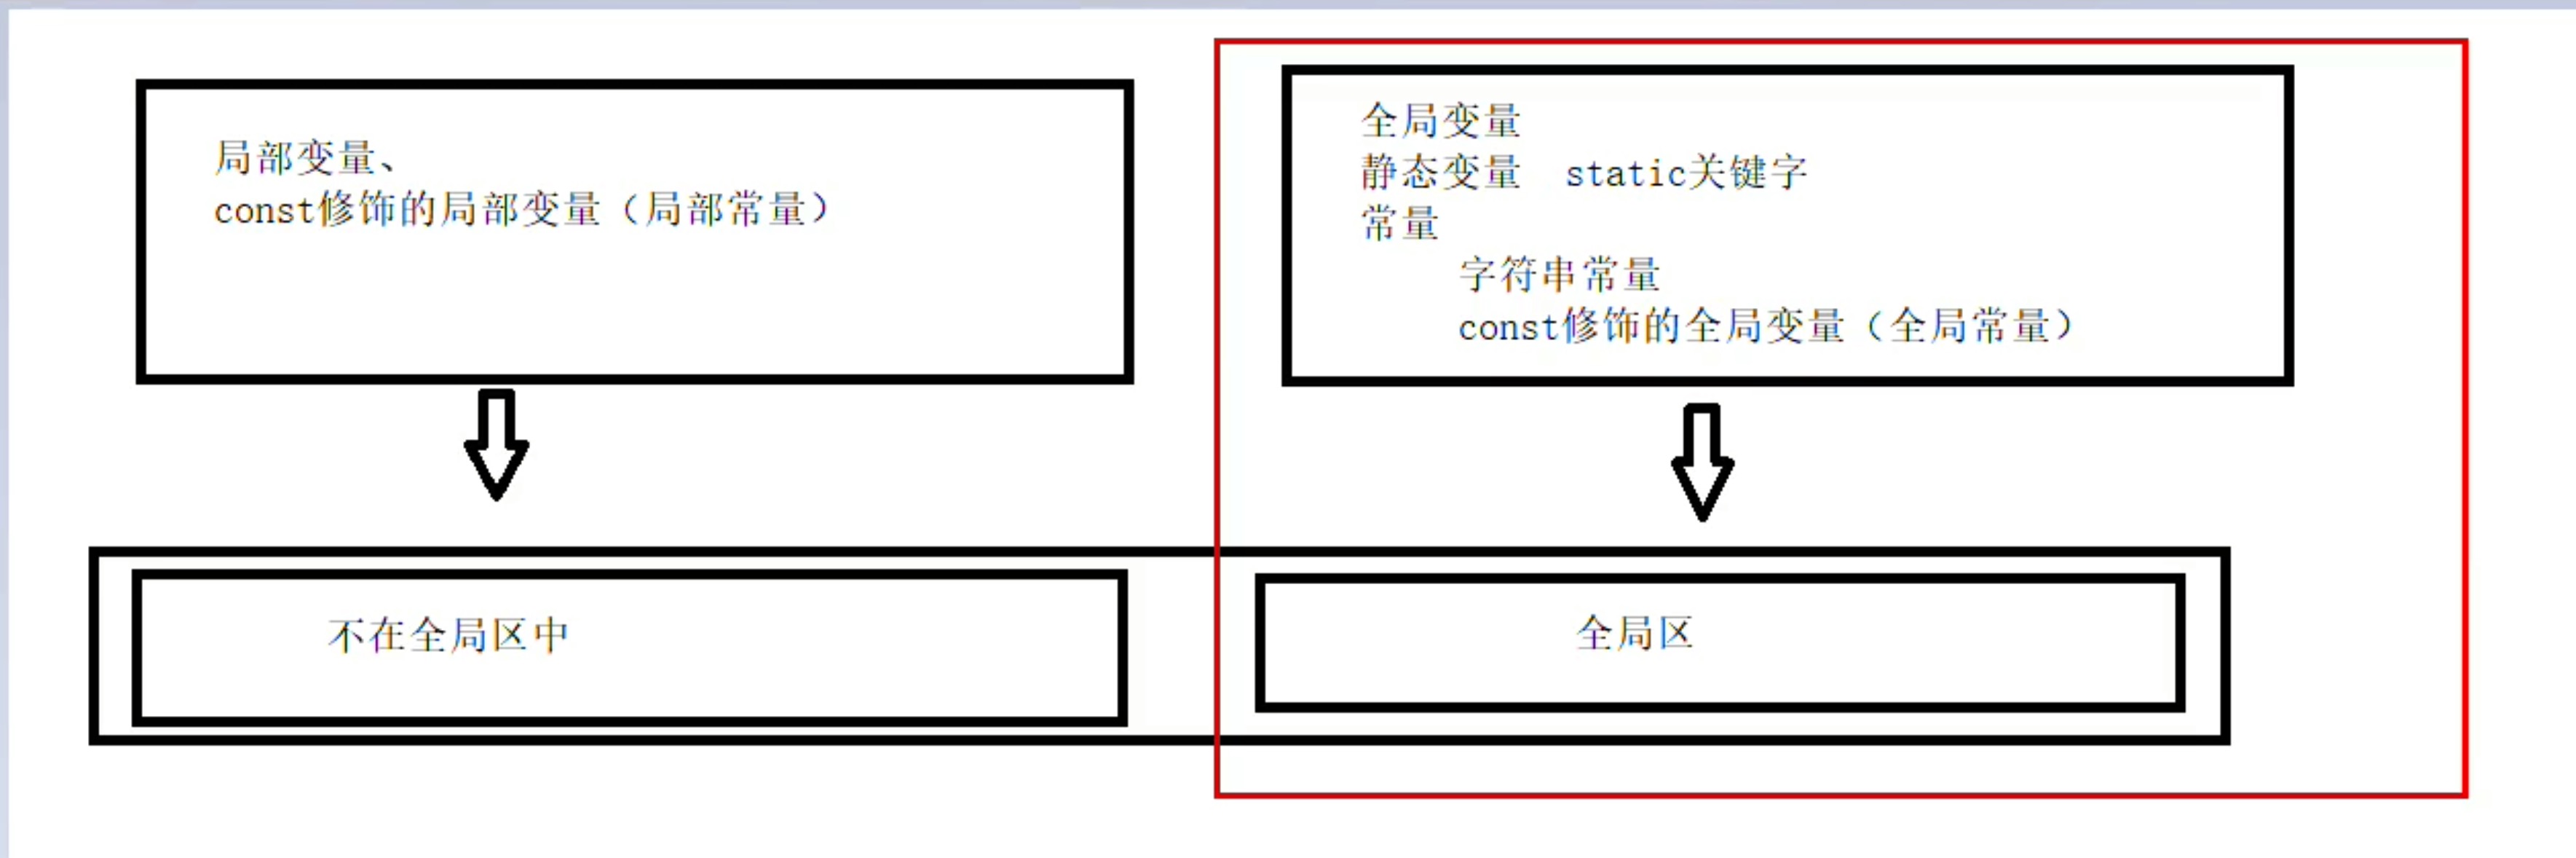 局部变量、
const修饰的局部变量（局部常量）
全局变量
静态变量 static关键字
常量
字符串常量
const修饰的全局变量（全局常量）
不在全局区中
全局区